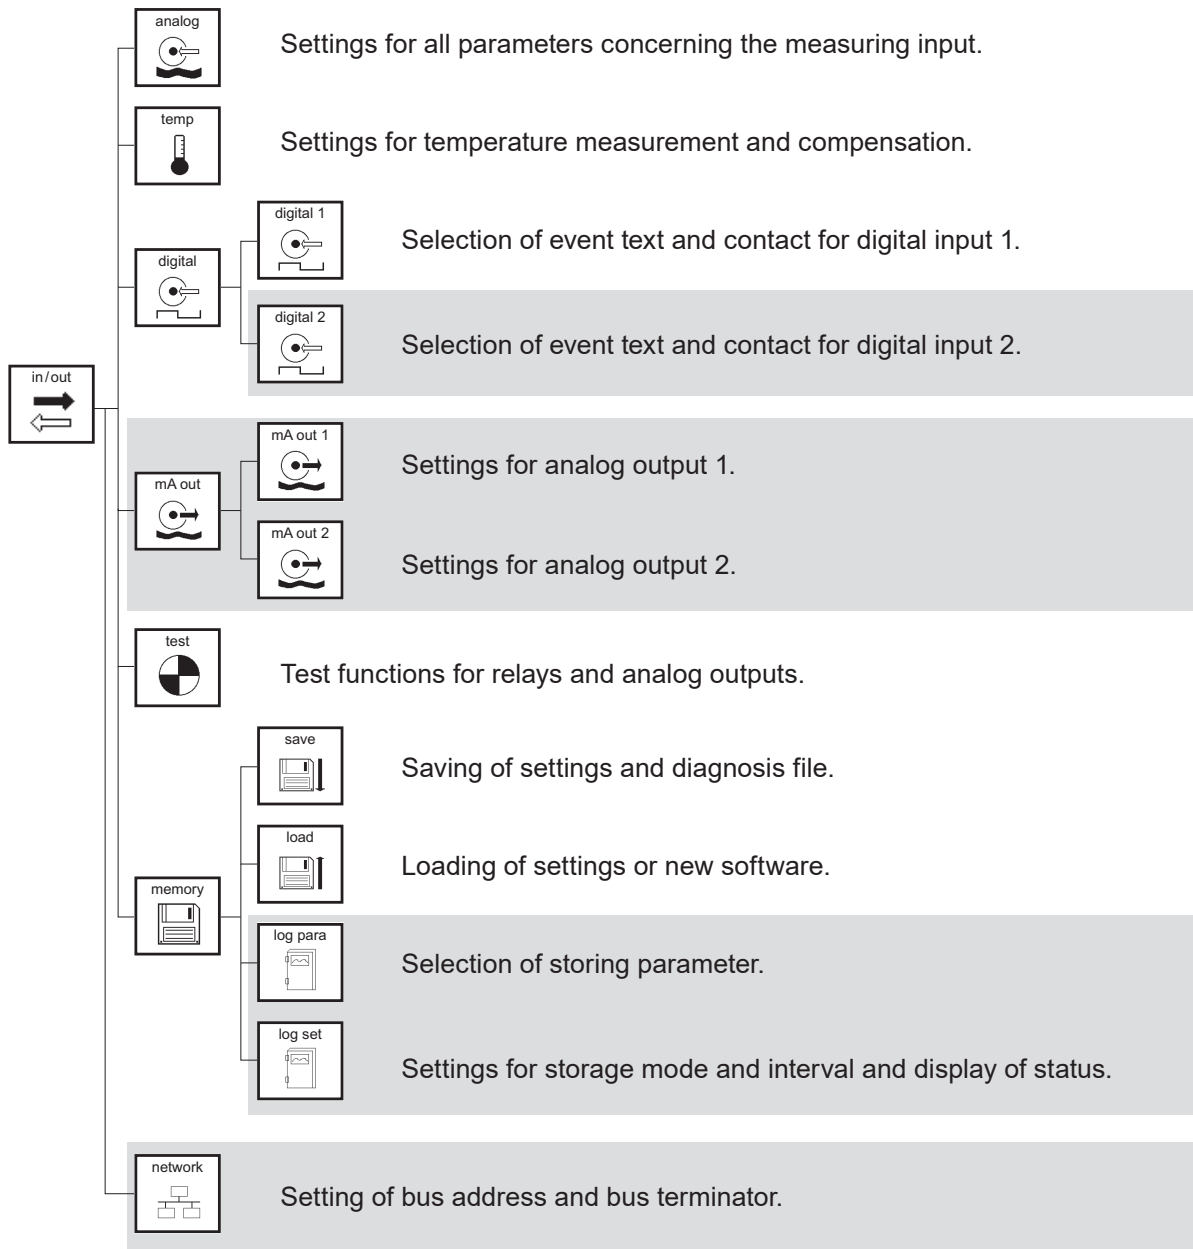 analog
Settings for all parameters concerning the measuring input.
temp
Settings for temperature measurement and compensation.
digital 1
Selection of event text and contact for digital input 1.
digital
digital 2
Selection of event text and contact for digital input 2.
in/out
mA out 1
Settings for analog output 1.
mA out
mA out 2
Settings for analog output 2.
test
Test functions for relays and analog outputs.
save
Saving of settings and diagnosis file.
load
Loading of settings or new software.
memory
log para
Selection of storing parameter.
log set
Settings for storage mode and interval and display of status.
network
Setting of bus address and bus terminator.